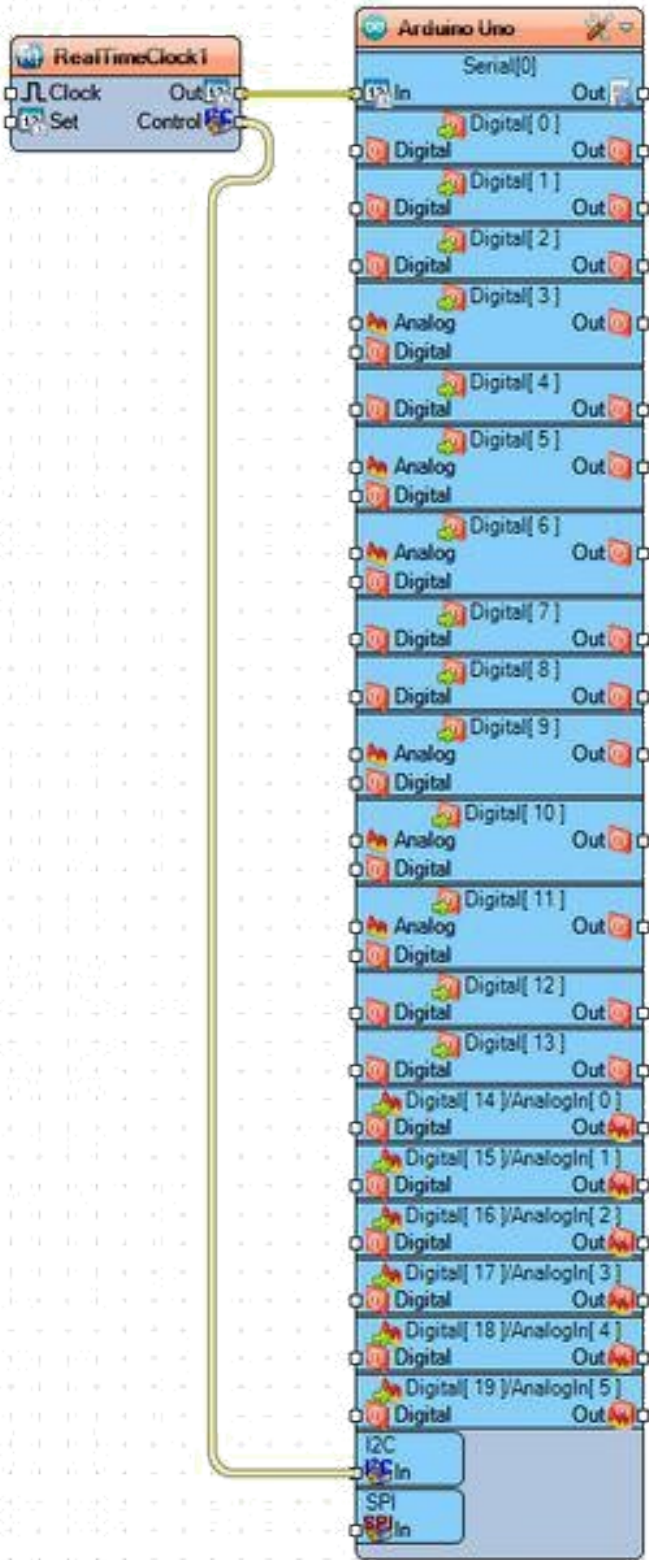 RealTimeClock1
Clock Out
Set Control
Arduino Uno
Serial[0]
In Out
Digital[ 0 ]
Digital Out
Digital[ 1 ]
Digital Out
Digital[ 2 ]
Digital Out
Digital[ 3 ]
Analog Out
Digital
Digital[ 4 ]
Digital Out
Digital[ 5 ]
Analog Out
Digital
Digital[ 6 ]
Analog Out
Digital
Digital[ 7 ]
Digital Out
Digital[ 8 ]
Digital Out
Digital[ 9 ]
Analog Out
Digital
Digital[ 10 ]
Analog Out
Digital
Digital[ 11 ]
Analog Out
Digital
Digital[ 12 ]
Digital Out
Digital[ 13 ]
Digital Out
Digital[ 14 ]/AnalogIn[ 0 ]
Digital Out
Digital[ 15 ]/AnalogIn[ 1 ]
Digital Out
Digital[ 16 ]/AnalogIn[ 2 ]
Digital Out
Digital[ 17 ]/AnalogIn[ 3 ]
Digital Out
Digital[ 18 ]/AnalogIn[ 4 ]
Digital Out
Digital[ 19 ]/AnalogIn[ 5 ]
Digital Out
I2C
I2C In
SPI
SPI In